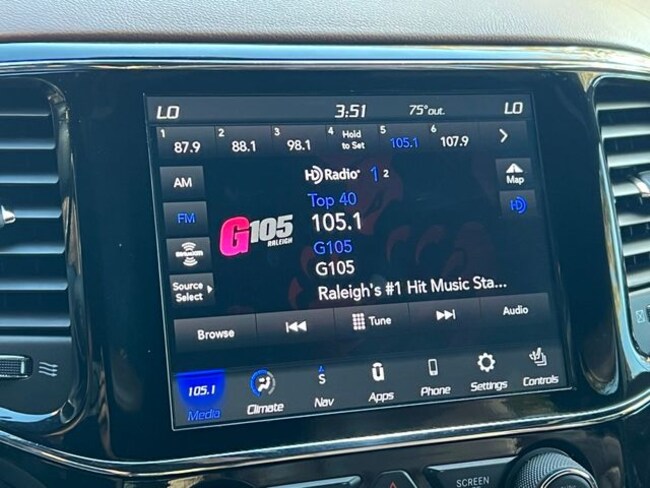 LO 3:51 75°out. LO
1 87.9 2 88.1 3 98.1 4 Hold to Set 5 105.1 6 107.9
AM HD Radio 1 2 Map
Top 40
FM G105 RALEIGH 105.1 HD
G105
SiriusXM G105
Source Select Raleigh's #1 Hit Music Sta...
Browse Tune Audio
105.1 S
Media Climate Nav Apps Phone Settings Controls
SCREEN